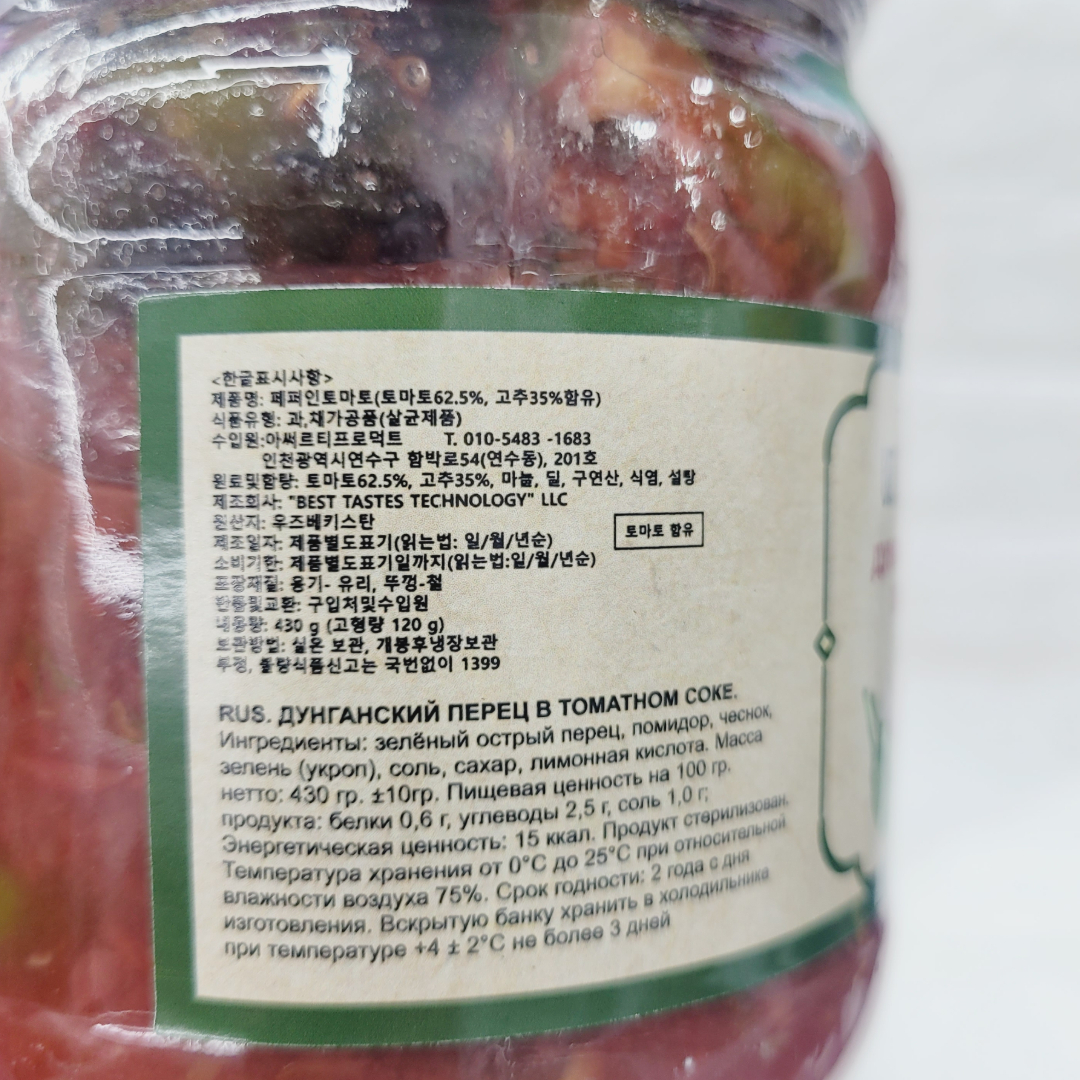 <한글표시사항>
제품명: 페퍼인토마토(토마토62.5%, 고추35%함유)
식품유형: 과,채가공품(살균제품)
수입원:아써르티프로덕트 T. 010-5483 -1683
인천광역시연수구 함박로54(연수동), 201호
원료및함량: 토마토62.5%, 고추35%, 마늘, 딜, 구연산, 식염, 설탕
제조회사: "BEST TASTES TECHNOLOGY" LLC
원산지: 우즈베키스탄
토마토 함유
제조일자: 제품별도표기(읽는법: 일/월/년순)
소비기한: 제품별도표기일까지(읽는법:일/월/년순)
포장재질: 용기- 유리, 뚜껑-철
반품및교환: 구입처및수입원
내용량: 430 g (고형량 120 g)
보관방법: 실온 보관, 개봉후냉장보관
부정, 불량식품신고는 국번없이 1399
RUS. ДУНГАНСКИЙ ПЕРЕЦ В ТОМАТНОМ СОКЕ.
Ингредиенты: зелёный острый перец, помидор, чеснок,
зелень (укроп), соль, сахар, лимонная кислота. Масса
нетто: 430 гр. ±10гр. Пищевая ценность на 100 гр.
продукта: белки 0,6 г, углеводы 2,5 г, соль 1,0 г;
Энергетическая ценность: 15 ккал. Продукт стерилизован.
Температура хранения от 0°C до 25°C при относительной
влажности воздуха 75%. Срок годности: 2 года с дня
изготовления. Вскрытую банку хранить в холодильнике
при температуре +4 ± 2°C не более 3 дней